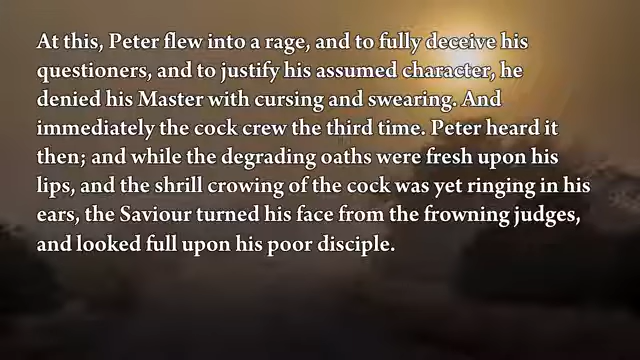 At this, Peter flew into a rage, and to fully deceive his
questioners, and to justify his assumed character, he
denied his Master with cursing and swearing. And
immediately the cock crew the third time. Peter heard it
then; and while the degrading oaths were fresh upon his
lips, and the shrill crowing of the cock was yet ringing in his
ears, the Saviour turned his face from the frowning judges,
and looked full upon his poor disciple.